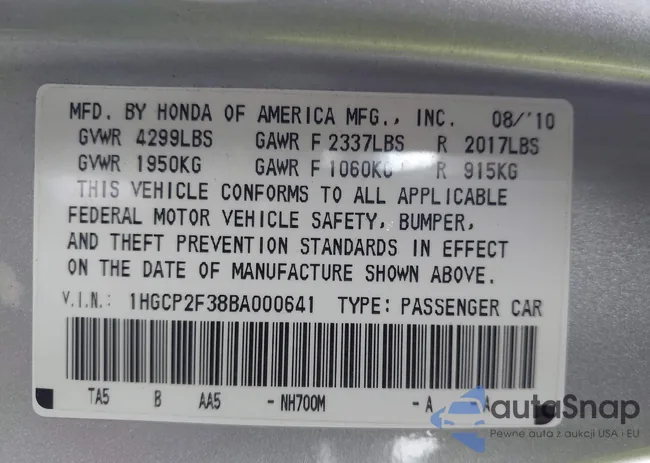 MFD. BY HONDA OF AMERICA MFG., INC. 08/'10
GVWR 4299LBS GAWR F 2337LBS R 2017LBS
GVWR 1950KG GAWR F 1060KG R 915KG
THIS VEHICLE CONFORMS TO ALL APPLICABLE
FEDERAL MOTOR VEHICLE SAFETY, BUMPER,
AND THEFT PREVENTION STANDARDS IN EFFECT
ON THE DATE OF MANUFACTURE SHOWN ABOVE.
V.I.N.: 1HGCP2F38BA000641 TYPE: PASSENGER CAR
TA5 B AA5 -NH700M -A -A
autaSnap
Pewne auta z aukcji USA - EU